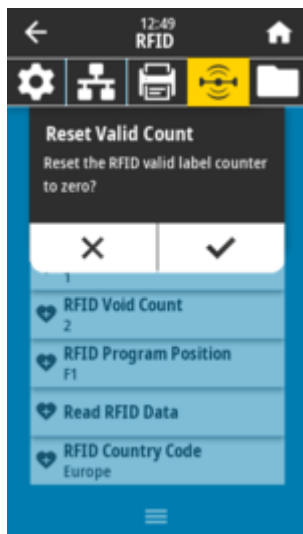 12:49
RFID
Reset Valid Count
Reset the RFID valid label counter
to zero?
1
RFID Void Count
2
RFID Program Position
F1
Read RFID Data
RFID Country Code
Europe